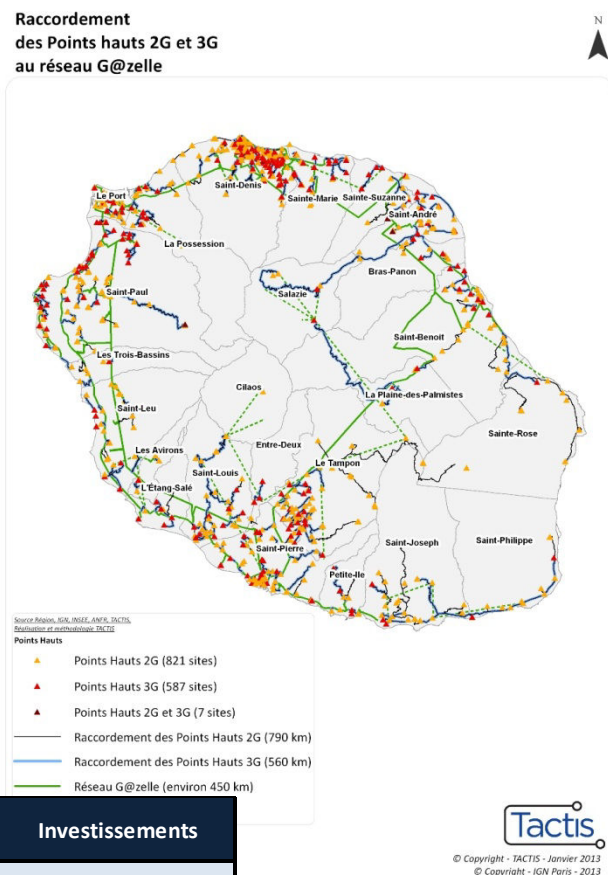 Raccordement
des Points hauts 2G et 3G
au réseau G@zelle
N
Saint-Denis
Sainte-Marie
Sainte-Suzanne
Le Port
Saint-André
La Possession
Bras-Panon
Salazie
Saint-Paul
Saint-Benoit
Les Trois-Bassins
Cilaos
La Plaine-des-Palmistes
Saint-Leu
Sainte-Rose
Entre-Deux
Les Avirons
Le Tampon
Saint-Louis
L'Étang-Salé
Saint-Joseph
Saint-Philippe
Saint-Pierre
Petite-Ile
Source Région, IGN, INSEE, ANFR, TACTIS,
Réalisation et méthodologie TACTIS
Points Hauts
Points Hauts 2G (821 sites)
Points Hauts 3G (587 sites)
Points Hauts 2G et 3G (7 sites)
Raccordement des Points Hauts 2G (790 km)
Raccordement des Points Hauts 3G (560 km)
Réseau G@zelle (environ 450 km)
Investissements
Tactis
© Copyright - TACTIS - Janvier 2013
© Copyright - IGN Paris - 2013